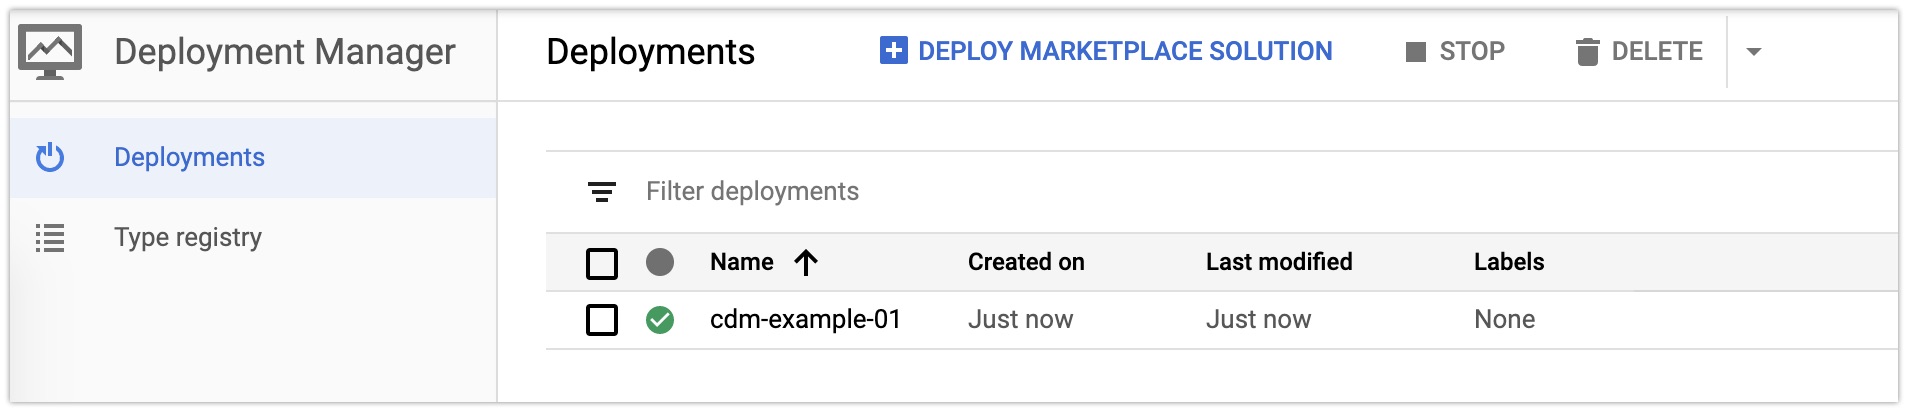 Deployment Manager
Deployments
Type registry
Deployments DEPLOY MARKETPLACE SOLUTION STOP DELETE
Filter deployments
Name Created on Last modified Labels
cdm-example-01 Just now Just now None